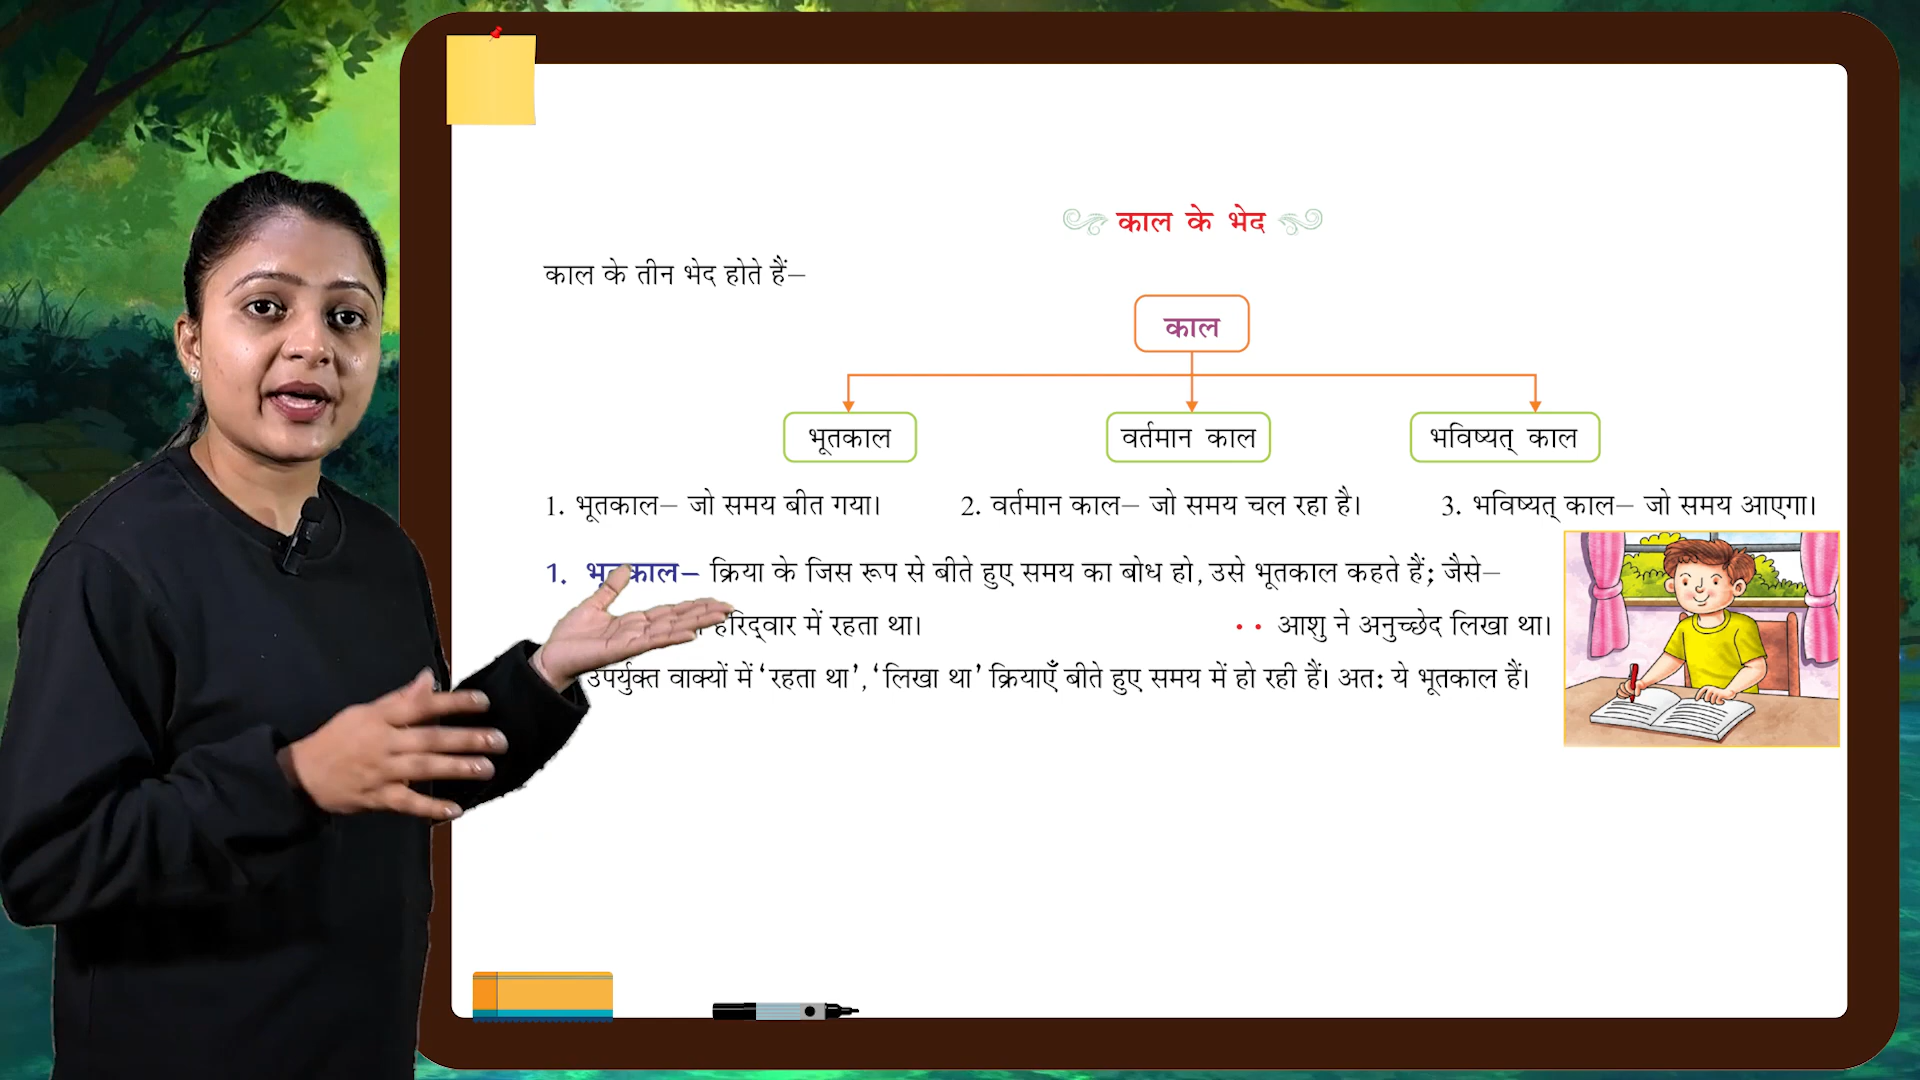 काल के भेद
काल के तीन भेद होते हैं–
काल
भूतकाल वर्तमान काल भविष्यत् काल
1. भूतकाल– जो समय बीत गया। 2. वर्तमान काल– जो समय चल रहा है। 3. भविष्यत् काल– जो समय आएगा।
1. भूतकाल– क्रिया के जिस रूप से बीते हुए समय का बोध हो, उसे भूतकाल कहते हैं; जैसे–
हरिद्‌वार में रहता था। •• आशु ने अनुच्छेद लिखा था।
उपर्युक्त वाक्यों में ‘रहता था’, ‘लिखा था’ क्रियाएँ बीते हुए समय में हो रही हैं। अतः ये भूतकाल हैं।